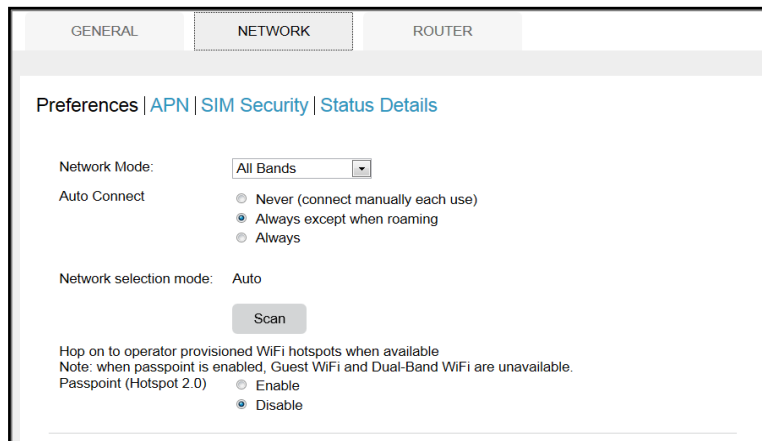 GENERAL NETWORK ROUTER
Preferences | APN | SIM Security | Status Details
Network Mode: All Bands
Auto Connect Never (connect manually each use)
Always except when roaming
Always
Network selection mode: Auto
Scan
Hop on to operator provisioned WiFi hotspots when available
Note: when passpoint is enabled, Guest WiFi and Dual-Band WiFi are unavailable.
Passpoint (Hotspot 2.0) Enable
Disable